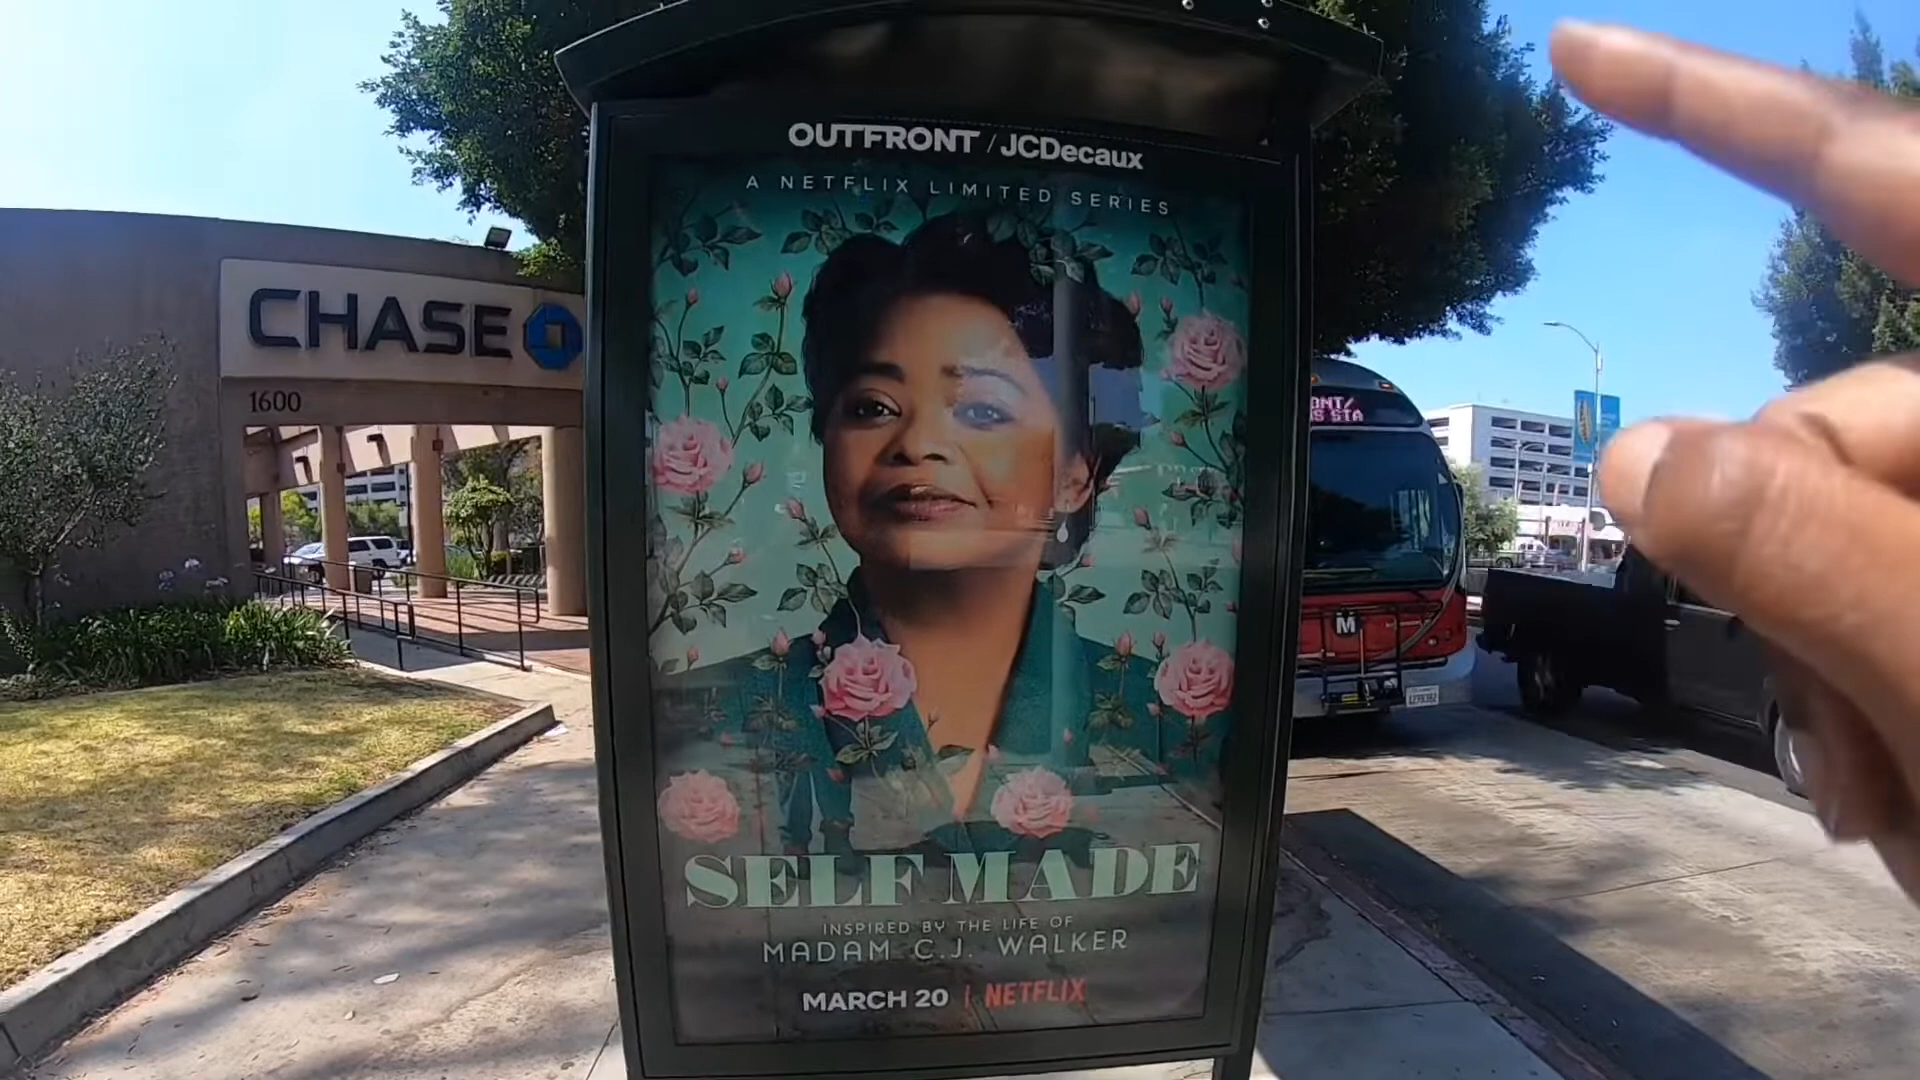 OUTFRONT / JCDecaux
A NETFLIX LIMITED SERIES
CHASE
1600
SELF MADE
INSPIRED BY THE LIFE OF
MADAM C.J. WALKER
MARCH 20 | NETFLIX
M